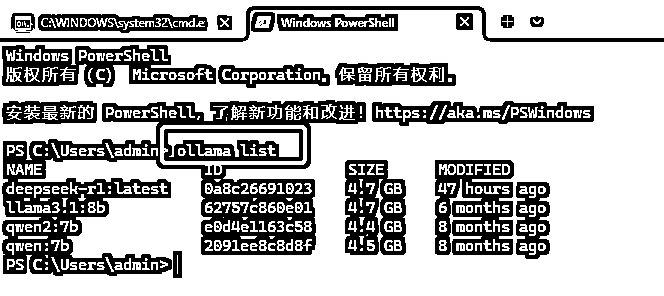 C:\WINDOWS\system32\cmd.e
Windows PowerShell
Windows PowerShell
版权所有 (C) Microsoft Corporation。保留所有权利。
安装最新的 PowerShell，了解新功能和改进！https://aka.ms/PSWindows
PS C:\Users\admin> ollama list
NAME ID SIZE MODIFIED
deepseek-r1:latest 0a8c26691023 4.7 GB 47 hours ago
llama3.1:8b 62757c860e01 4.7 GB 6 months ago
qwen2:7b e0d4e1163c58 4.4 GB 8 months ago
qwen:7b 2091ee8c8d8f 4.5 GB 8 months ago
PS C:\Users\admin>